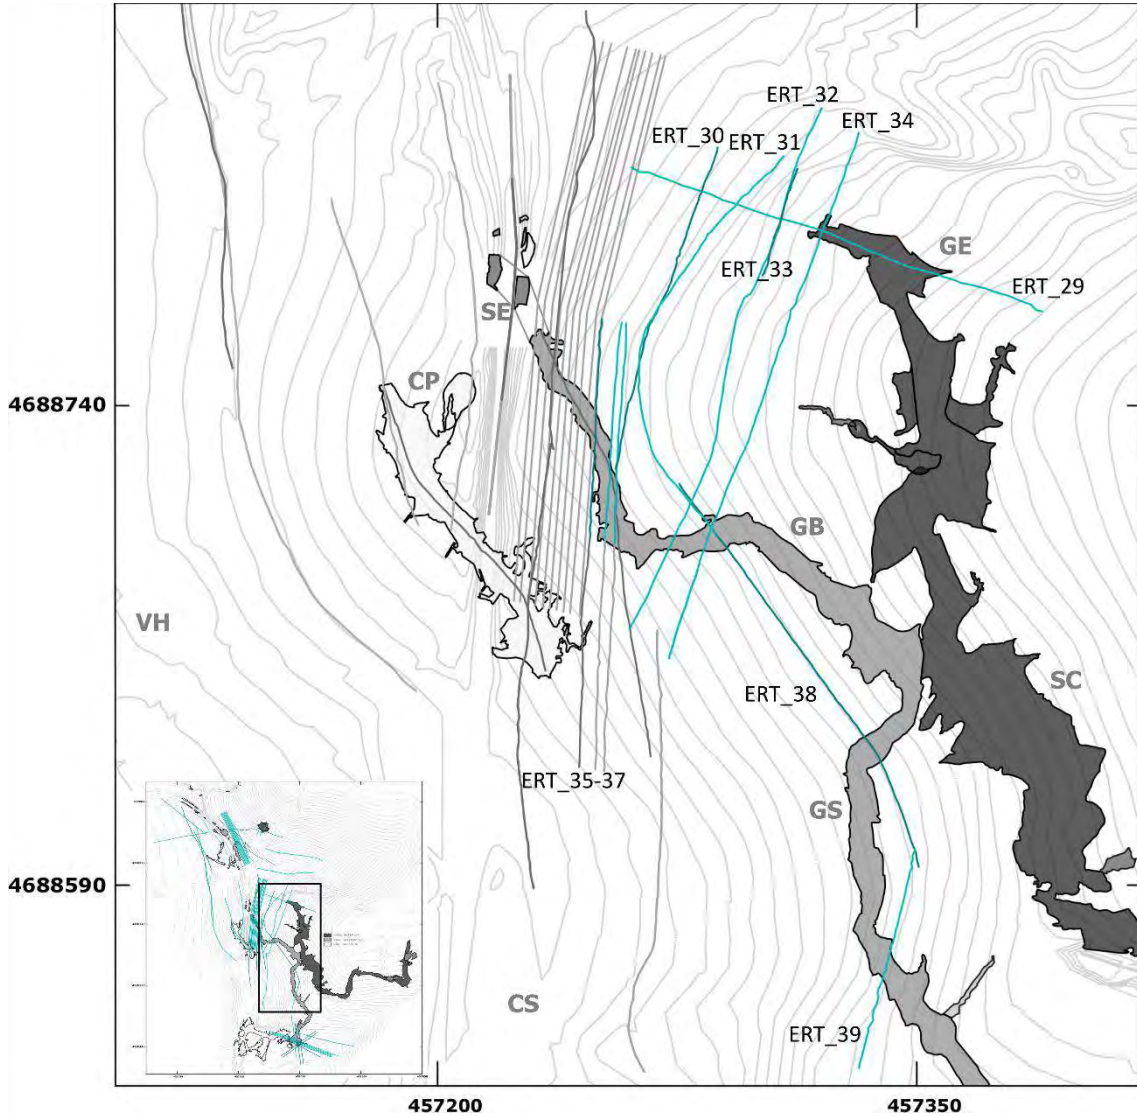 ERT_32
ERT_34
ERT_30
ERT_31
GE
ERT_33
ERT_29
SE
CP
4688740
GB
VH
SC
ERT_38
ERT_35-37
GS
4688590
CS
ERT_39
457200
457350